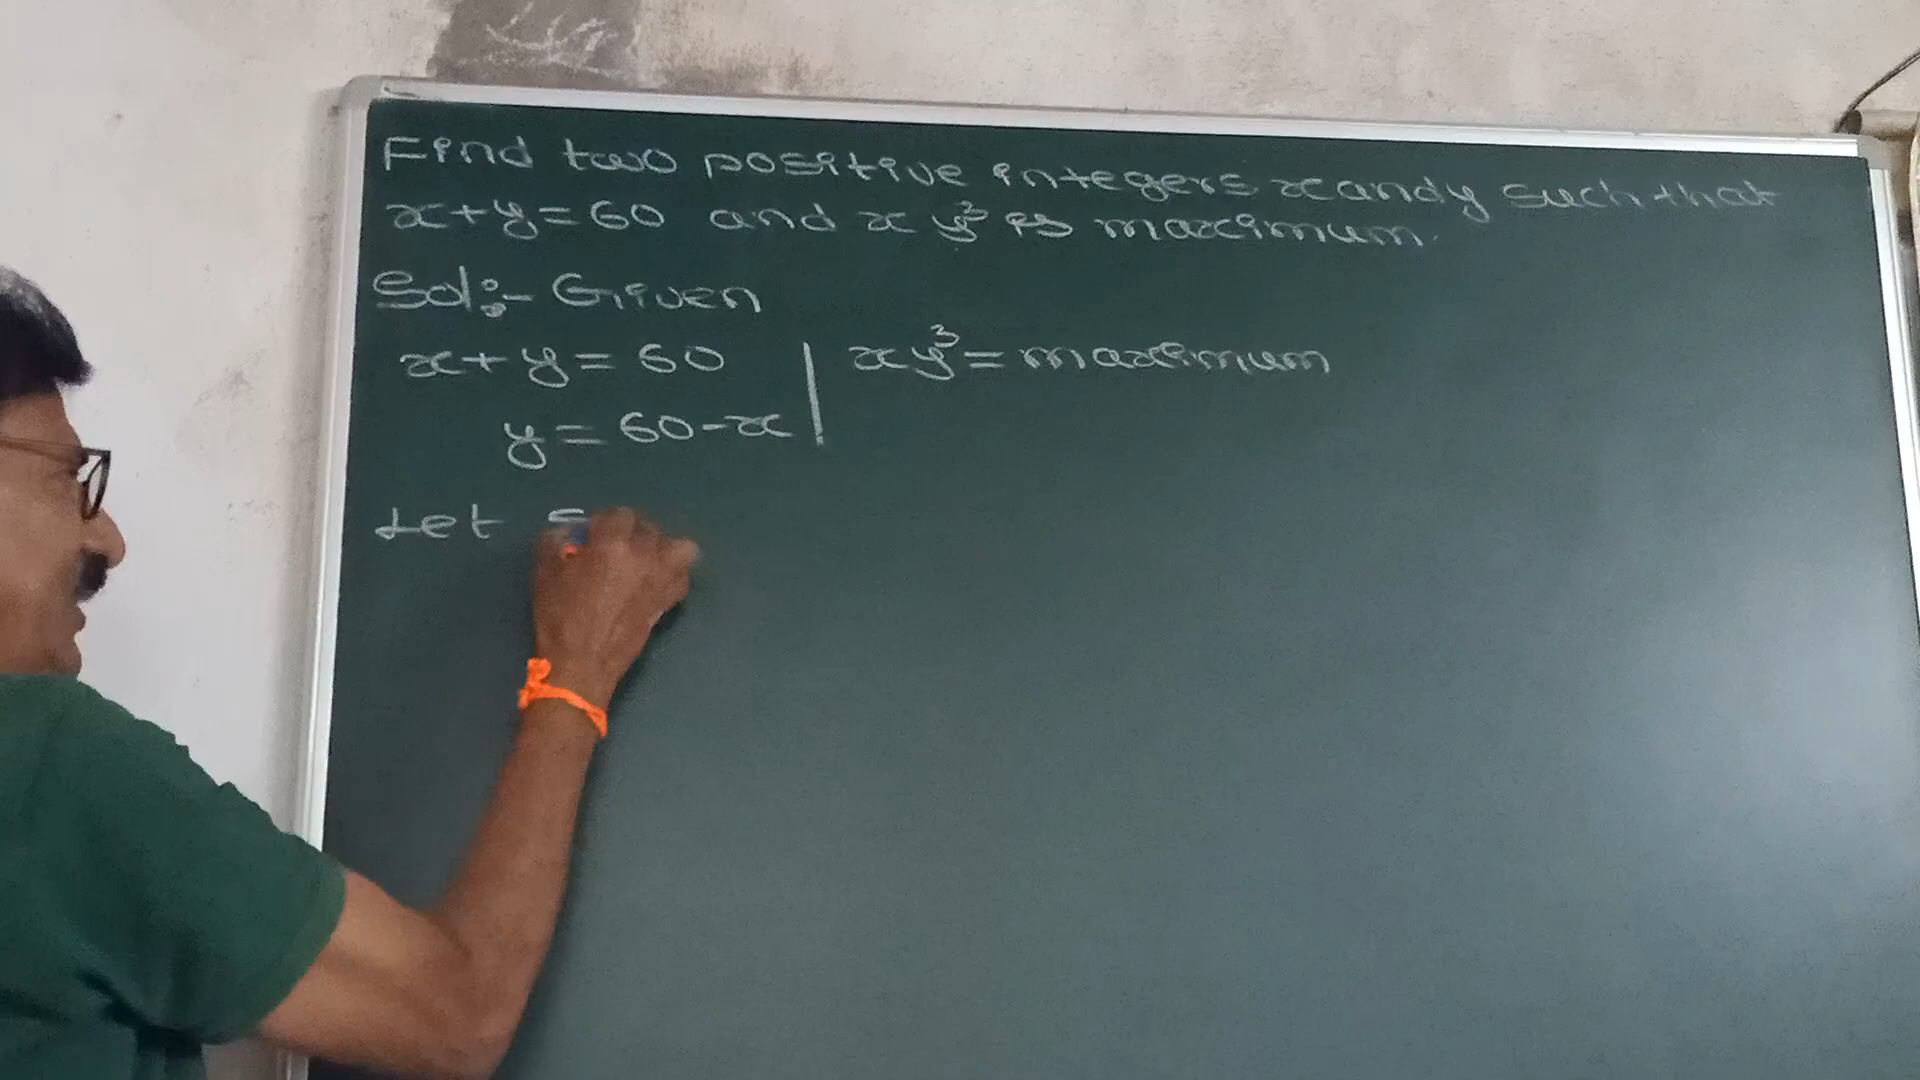 Find two positive integers x and y such that
x+y=60 and xy³ is maximum.
Sol:- Given
x+y=60 | xy³=maximum
y=60-x
Let